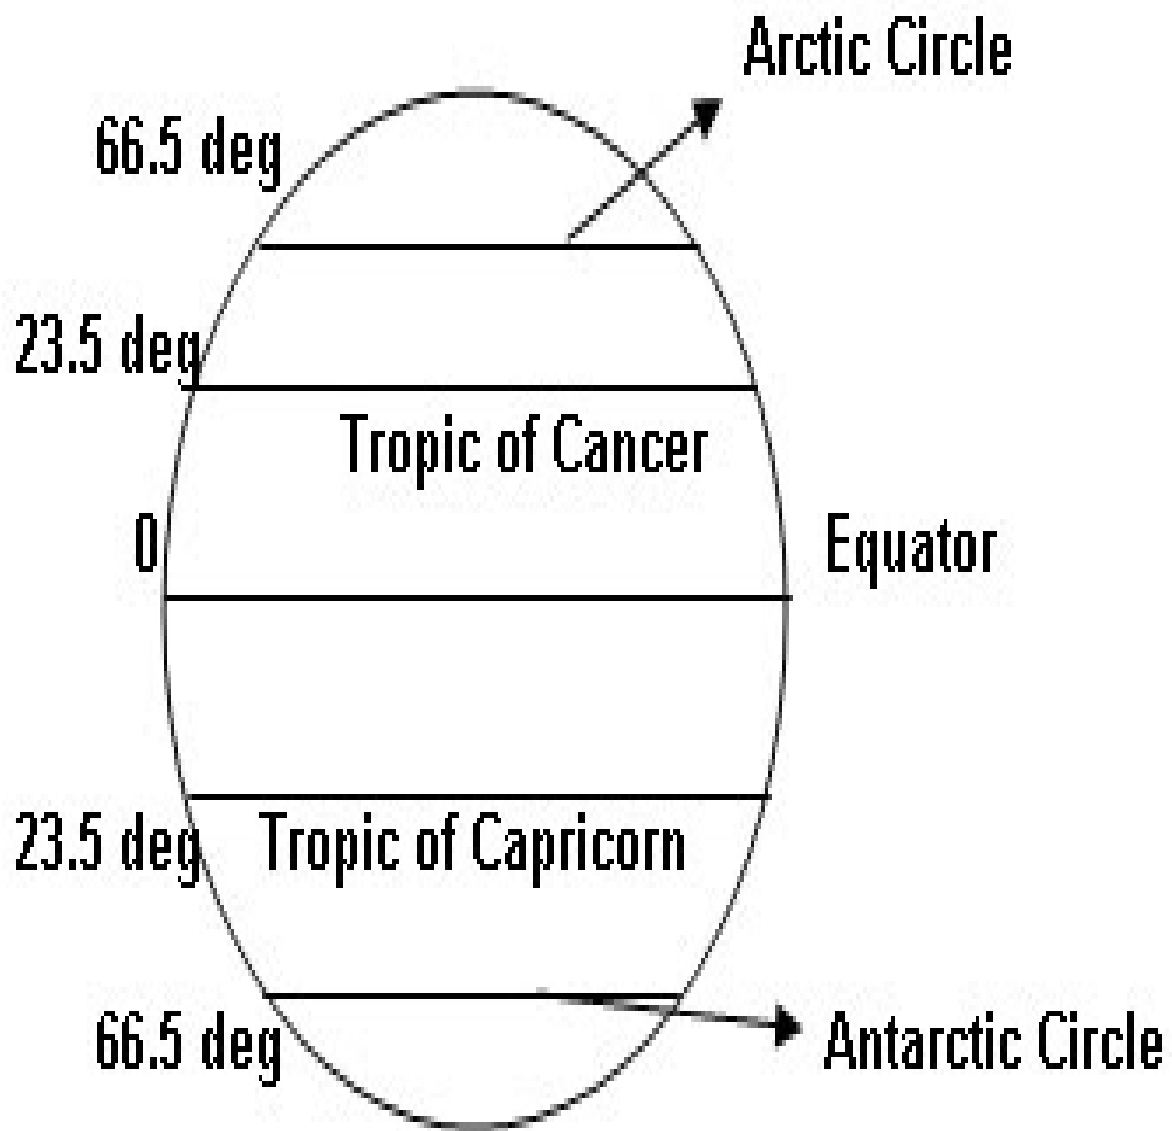 Arctic Circle
66.5 deg
23.5 deg
Tropic of Cancer
0
Equator
23.5 deg
Tropic of Capricorn
66.5 deg
Antarctic Circle